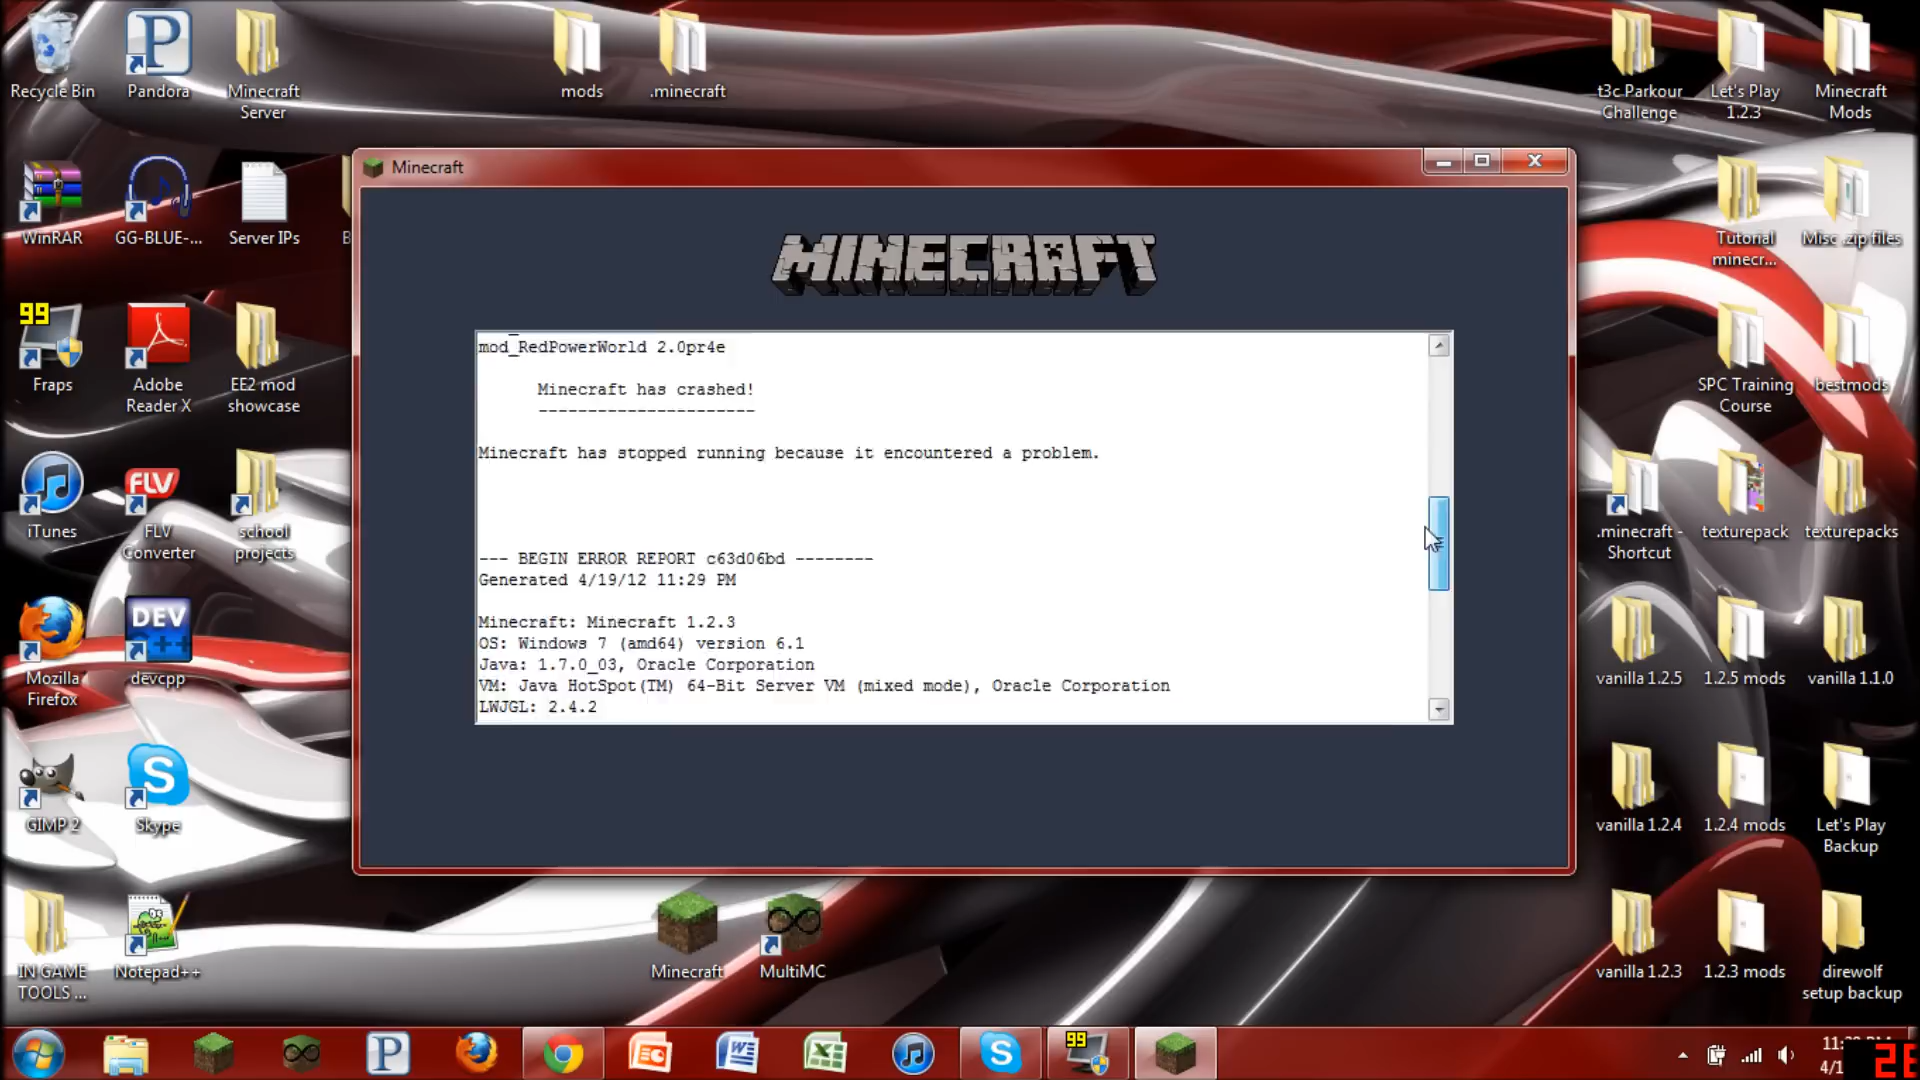 Recycle Bin
Pandora
Minecraft
Server
mods
.minecraft
t3c Parkour
Challenge
Let's Play
1.2.3
Minecraft
Mods
WinRAR
GG-BLUE-...
Server IPs
Tutorial
minecr...
Misc .zip files
99
Fraps
Adobe
Reader X
EE2 mod
showcase
SPC Training
Course
bestmods
iTunes
FLV
FLV
Converter
school
projects
.minecraft -
Shortcut
texturepack
texturepacks
Mozilla
Firefox
DEV
C++
devcpp
vanilla 1.2.5
1.2.5 mods
vanilla 1.1.0
GIMP 2
Skype
vanilla 1.2.4
1.2.4 mods
Let's Play
Backup
IN GAME
TOOLS ...
Notepad++
Minecraft
MultiMC
vanilla 1.2.3
1.2.3 mods
direwolf
setup backup
Minecraft
MINECRAFT
mod_RedPowerWorld 2.0pr4e
Minecraft has crashed!
----------------------
Minecraft has stopped running because it encountered a problem.
--- BEGIN ERROR REPORT c63d06bd --------
Generated 4/19/12 11:29 PM
Minecraft: Minecraft 1.2.3
OS: Windows 7 (amd64) version 6.1
Java: 1.7.0_03, Oracle Corporation
VM: Java HotSpot(TM) 64-Bit Server VM (mixed mode), Oracle Corporation
LWJGL: 2.4.2
99